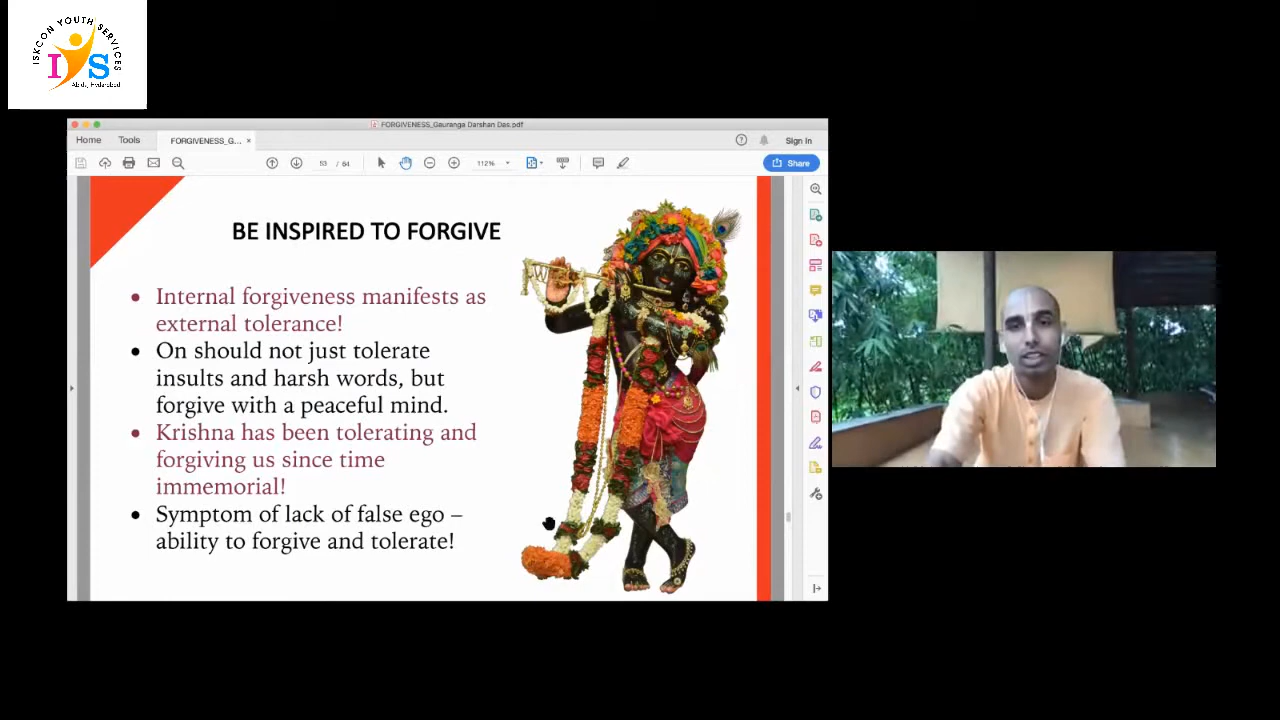 ISKCON YOUTH SERVICES
IYS
Abids, Hyderabad
FORGIVENESS_Gauranga Darshan Das.pdf
Home Tools FORGIVENESS_G... × Sign In
53 / 64 112% Share
BE INSPIRED TO FORGIVE
• Internal forgiveness manifests as
external tolerance!
• On should not just tolerate
insults and harsh words, but
forgive with a peaceful mind.
• Krishna has been tolerating and
forgiving us since time
immemorial!
• Symptom of lack of false ego –
ability to forgive and tolerate!